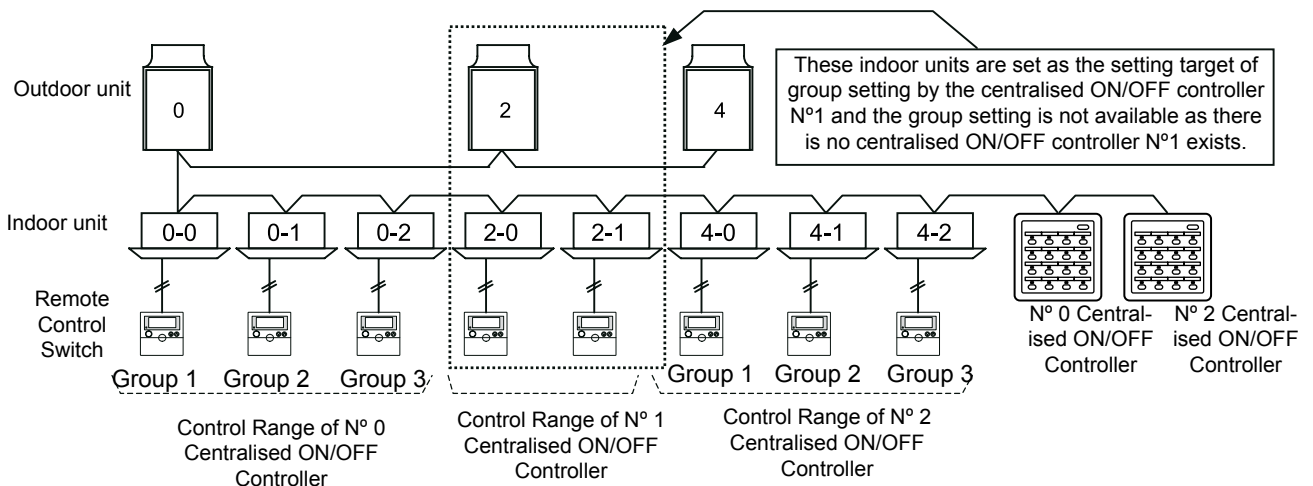 These indoor units are set as the setting target of
group setting by the centralised ON/OFF controller
Nº1 and the group setting is not available as there
is no centralised ON/OFF controller Nº1 exists.
Outdoor unit
0
2
4
Indoor unit
0-0
0-1
0-2
2-0
2-1
4-0
4-1
4-2
Remote
Control
Switch
Nº 0 Central-
ised ON/OFF
Controller
Nº 2 Central-
ised ON/OFF
Controller
Group 1
Group 2
Group 3
Group 1
Group 2
Group 3
Control Range of Nº 0
Centralised ON/OFF
Controller
Control Range of Nº 1
Centralised ON/OFF
Controller
Control Range of Nº 2
Centralised ON/OFF
Controller